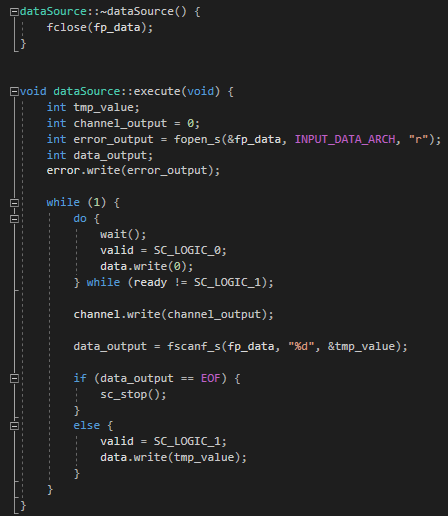 dataSource::~dataSource() {
    fclose(fp_data);
}
void dataSource::execute(void) {
    int tmp_value;
    int channel_output = 0;
    int error_output = fopen_s(&fp_data, INPUT_DATA_ARCH, "r");
    int data_output;
    error.write(error_output);
    while (1) {
        do {
            wait();
            valid = SC_LOGIC_0;
            data.write(0);
        } while (ready != SC_LOGIC_1);
        channel.write(channel_output);
        data_output = fscanf_s(fp_data, "%d", &tmp_value);
        if (data_output == EOF) {
            sc_stop();
        }
        else {
            valid = SC_LOGIC_1;
            data.write(tmp_value);
        }
    }
}